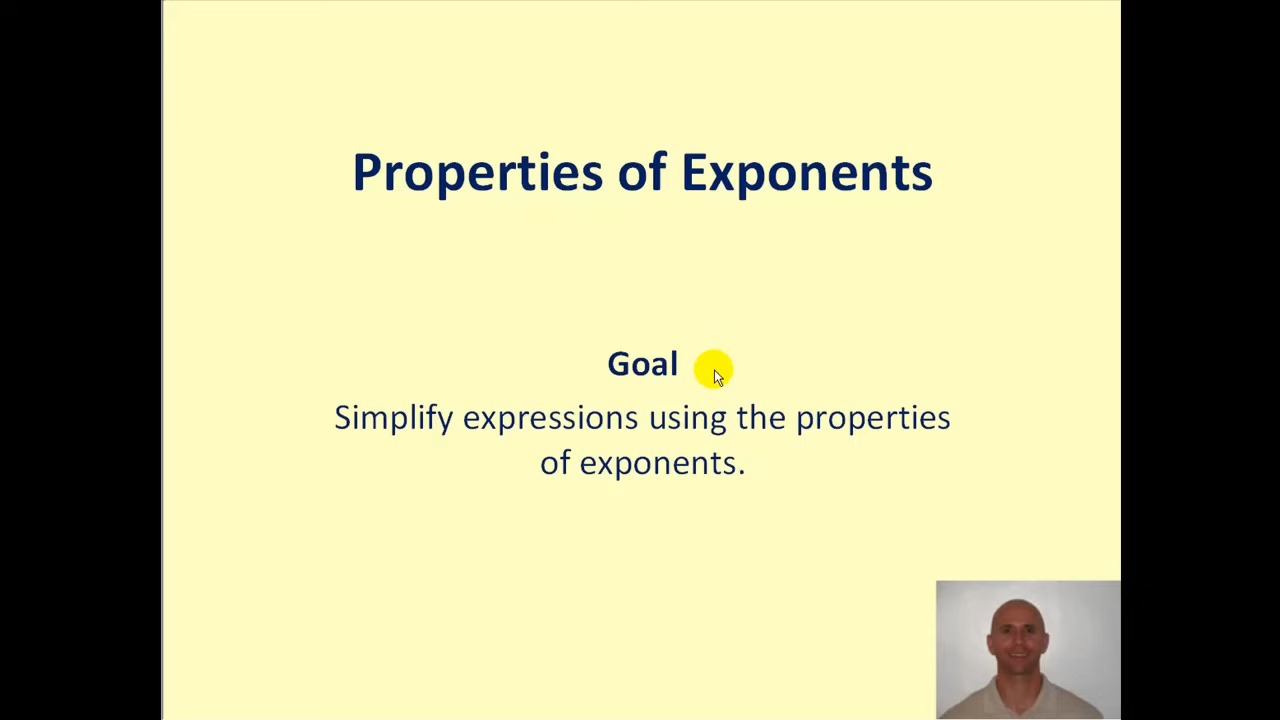 Properties of Exponents
Goal
Simplify expressions using the properties
of exponents.